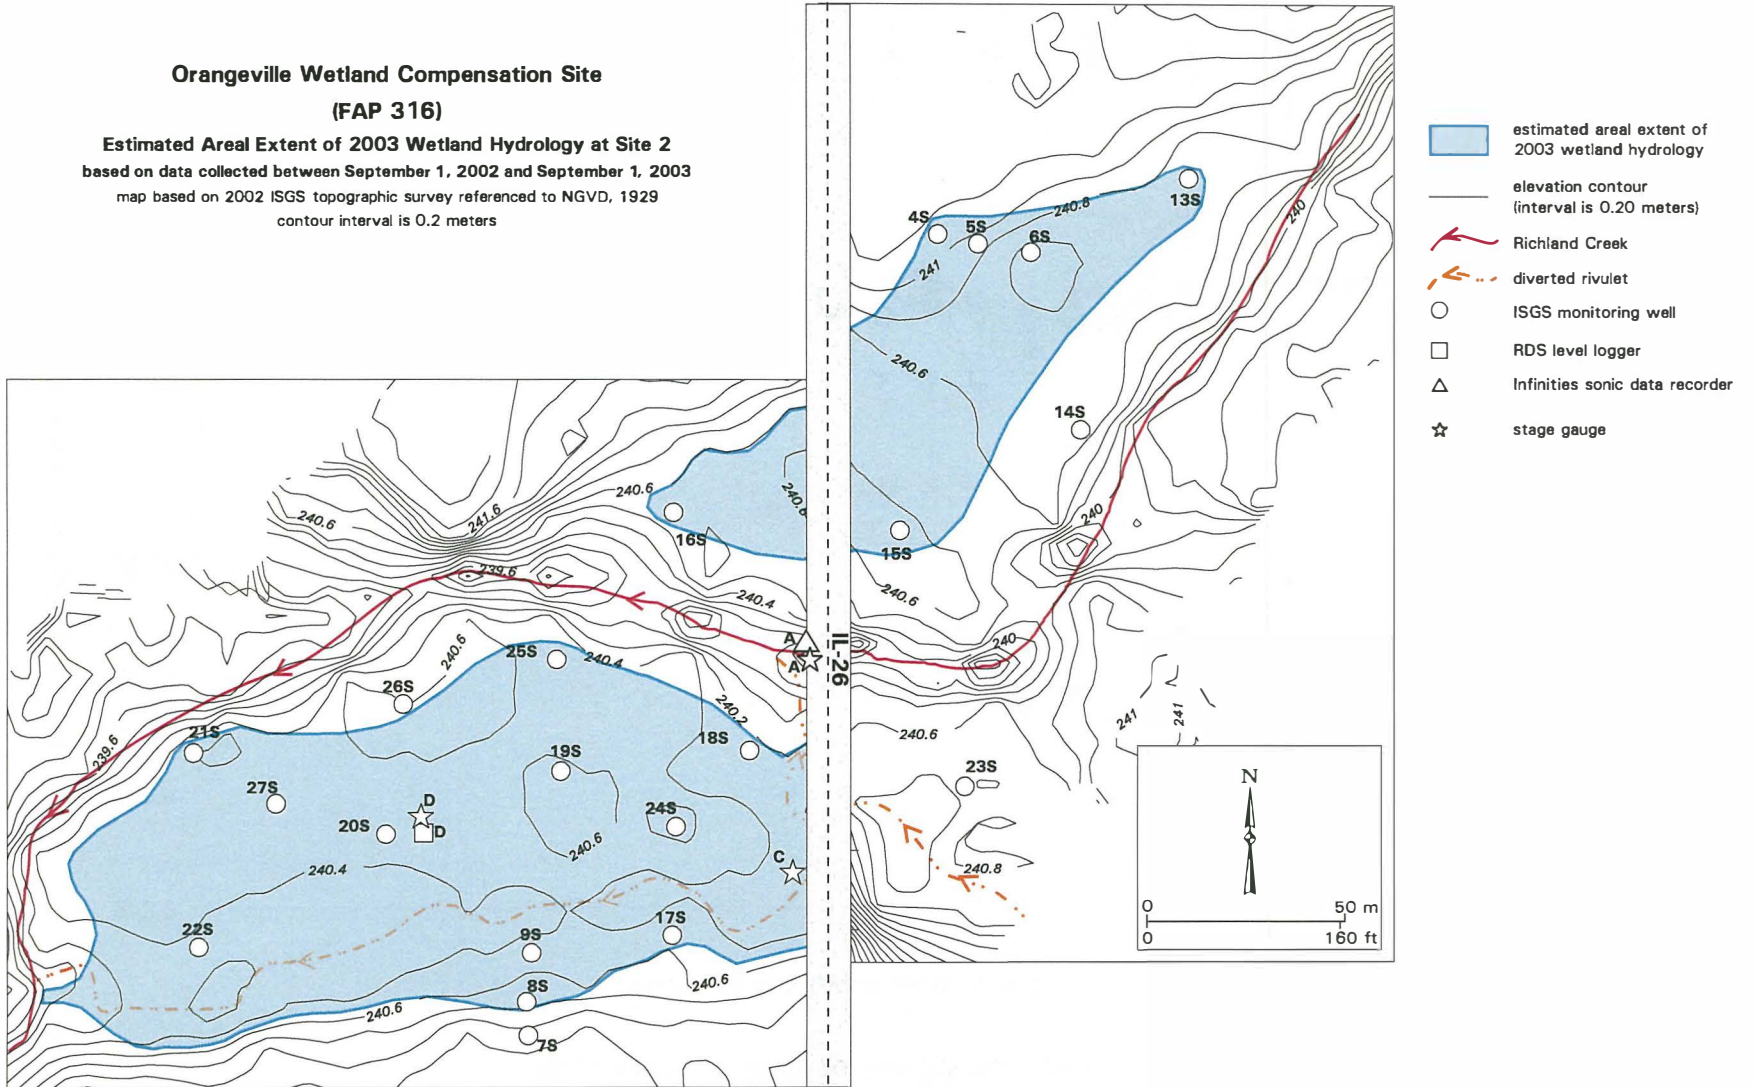 Orangeville Wetland Compensation Site
(FAP 316)
Estimated Areal Extent of 2003 Wetland Hydrology at Site 2
based on data collected between September 1, 2002 and September 1, 2003
map based on 2002 ISGS topographic survey referenced to NGVD, 1929
contour interval is 0.2 meters
estimated areal extent of
2003 wetland hydrology
elevation contour
(interval is 0.20 meters)
Richland Creek
diverted rivulet
ISGS monitoring well
RDS level logger
Infinities sonic data recorder
stage gauge
13S
240.8
240
4S
5S
6S
241
240.6
14S
240.6
240.6
240.6
241.6
16S
15S
240
239.6
240.4
240.6
A
A
IL-26
240
240.6
25S
240.4
26S
240.2
241
241
21S
239.6
18S
240.6
19S
23S
27S
D
D
20S
24S
240.6
C
240.4
240.8
N
0
50 m
0
160 ft
22S
9S
17S
8S
240.6
240.6
7S